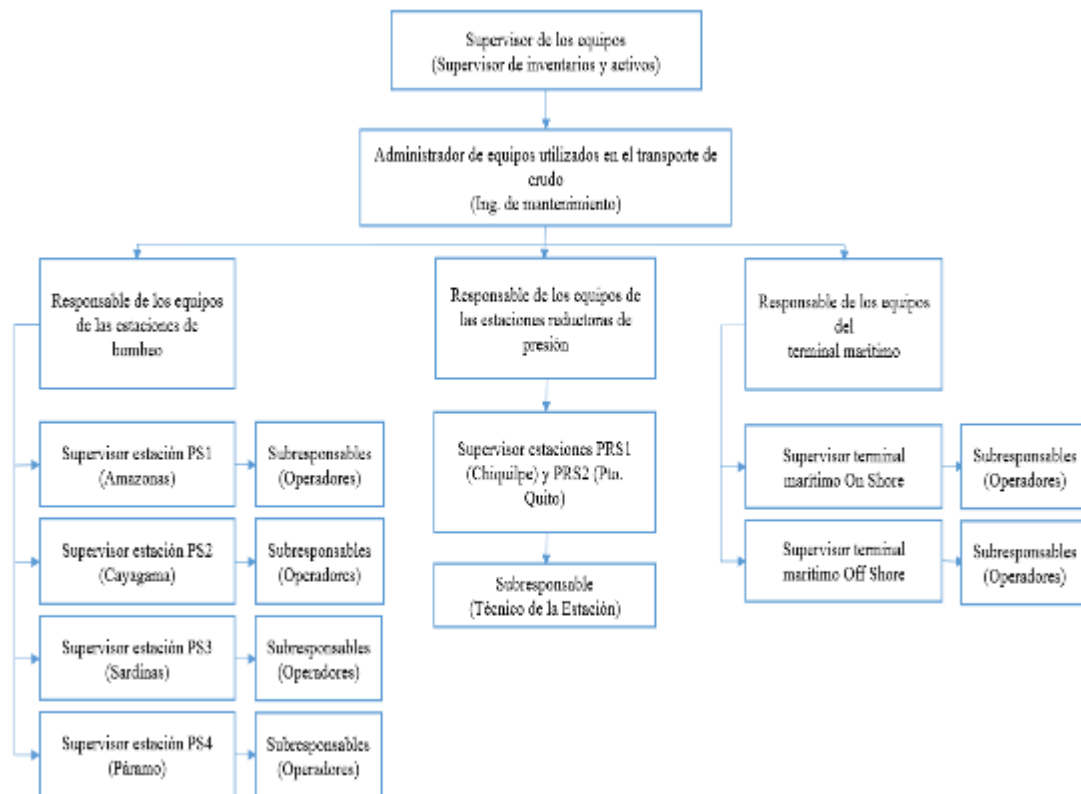 Supervisor de los equipos
(Supervisor de inventarios y activos)
Administrador de equipos utilizados en el transporte de
crudo
(Ing. de mantenimiento)
Responsable de los equipos
de las estaciones de
bombeo
Responsable de los equipos de
las estaciones reductoras de
presión
Responsable de los equipos
del
terminal marítimo
Supervisor estación PS1
(Amazonas)
Subresponsables
(Operadores)
Supervisor estación PS2
(Cayagama)
Subresponsables
(Operadores)
Supervisor estación PS3
(Sardinas)
Subresponsables
(Operadores)
Supervisor estación PS4
(Páramo)
Subresponsables
(Operadores)
Supervisor estaciones PRS1
(Chiquilpe) y PRS2 (Pto.
Quito)
Subresponsable
(Técnico de la Estación)
Supervisor terminal
marítimo On Shore
Subresponsables
(Operadores)
Supervisor terminal
marítimo Off Shore
Subresponsables
(Operadores)